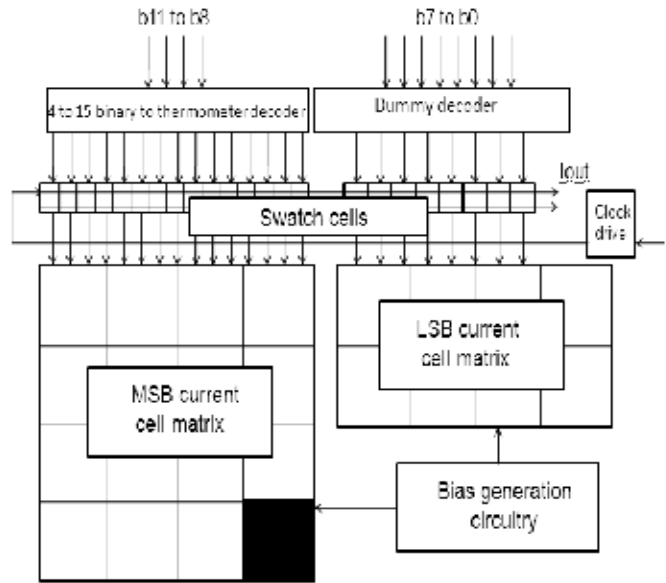 b11 to b8
b7 to b0
4 to 15 binary to thermometer decoder
Dummy decoder
Iout
Swatch cells
Clock
drive
LSB current
cell matrix
MSB current
cell matrix
Bias generation
circuitry